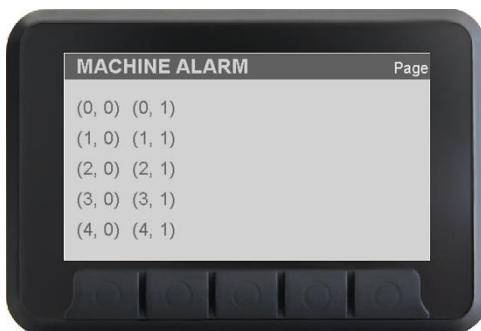 MACHINE ALARM Page
(0, 0) (0, 1)
(1, 0) (1, 1)
(2, 0) (2, 1)
(3, 0) (3, 1)
(4, 0) (4, 1)